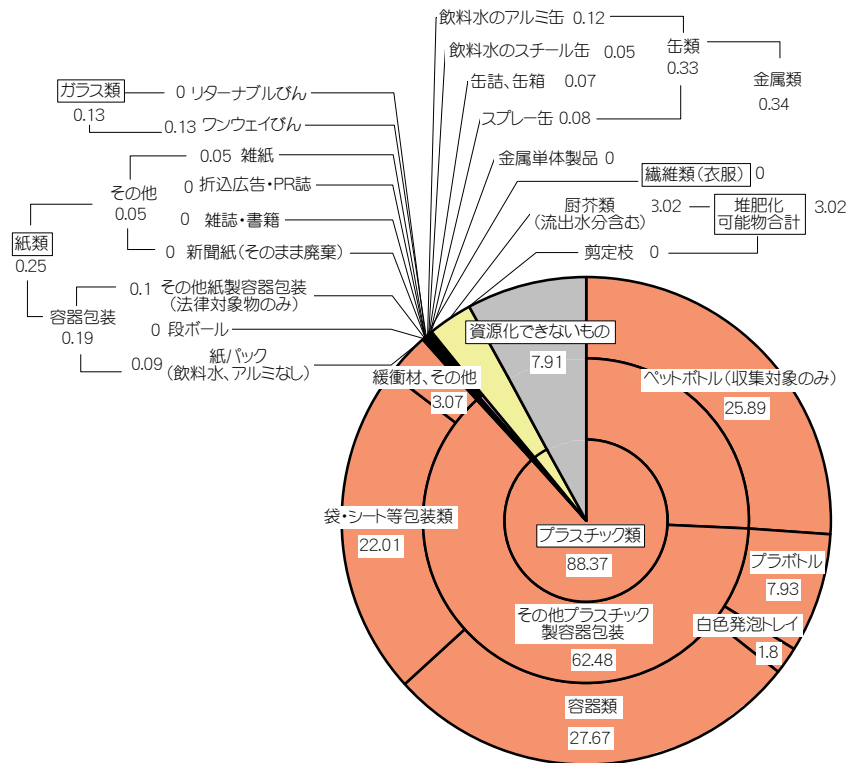 飲料水のアルミ缶 0.12
飲料水のスチール缶 0.05
缶詰、缶箱 0.07
スプレー缶 0.08
缶類
0.33
金属類
0.34
金属単体製品 0
繊維類(衣服) 0
厨芥類
(流出水分含む)
3.02
堆肥化
可能物合計
3.02
剪定枝 0
ガラス類
0.13
0 リターナブルびん
0.13 ワンウェイびん
紙類
0.25
その他
0.05
0.05 雑紙
0 折込広告・PR誌
0 雑誌・書籍
0 新聞紙(そのまま廃棄)
容器包装
0.19
0.1 その他紙製容器包装
(法律対象物のみ)
0 段ボール
0.09 紙パック
(飲料水、アルミなし)
資源化できないもの
7.91
緩衝材、その他
3.07
ペットボトル(収集対象のみ)
25.89
袋・シート等包装類
22.01
プラスチック類
88.37
プラボトル
7.93
その他プラスチック
製容器包装
62.48
白色発泡トレイ
1.8
容器類
27.67